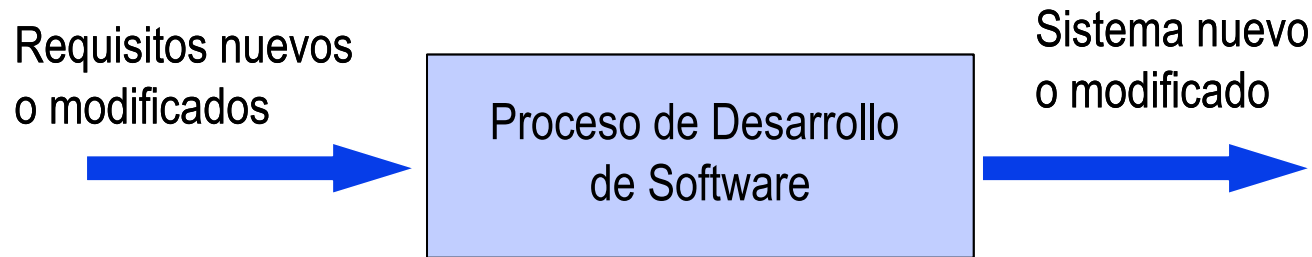 Requisitos nuevos
o modificados
Proceso de Desarrollo
de Software
Sistema nuevo
o modificado